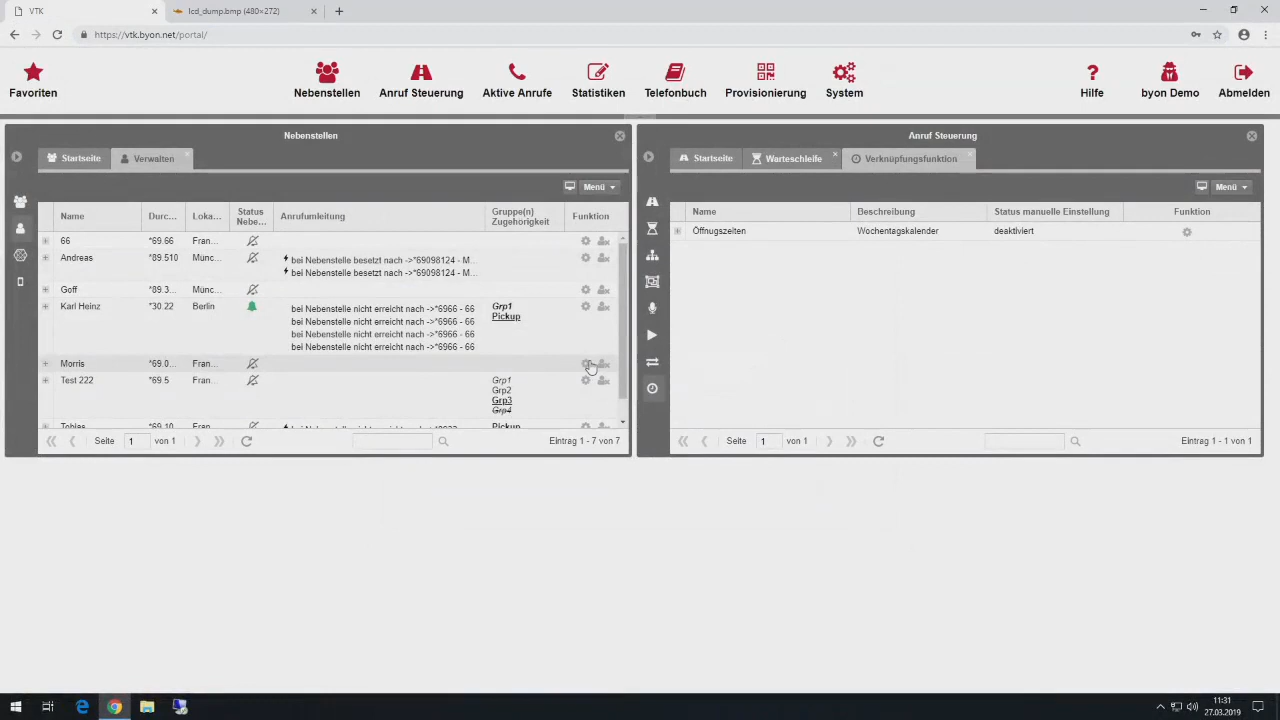 VTK
lcd_dump.bmp (480×272)
https://vtk.byon.net/portal/
Favoriten
Nebenstellen
Anruf Steuerung
Aktive Anrufe
Statistiken
Telefonbuch
Provisionierung
System
Hilfe
byon Demo
Abmelden
Nebenstellen
Startseite
Verwalten
Menü
Name
Durc...
Loka...
Status
Nebe...
Anrufumleitung
Gruppe(n)
Zugehörigkeit
Funktion
66
*69.66
Fran...
Andreas
*89.510
Münc...
bei Nebenstelle besetzt nach ->*69098124 - M...
bei Nebenstelle besetzt nach ->*69098124 - M...
Goff
*89.3...
Münc...
Karl Heinz
*30.22
Berlin
bei Nebenstelle nicht erreicht nach ->*6966 - 66
bei Nebenstelle nicht erreicht nach ->*6966 - 66
bei Nebenstelle nicht erreicht nach ->*6966 - 66
bei Nebenstelle nicht erreicht nach ->*6966 - 66
Grp1
Pickup
Morris
*69.0...
Fran...
Test 222
*69.5
Fran...
Grp1
Grp2
Grp3
Grp4
Tobias
Fran...
Pickup
Seite 1 von 1
Eintrag 1 - 7 von 7
Anruf Steuerung
Startseite
Warteschleife
Verknüpfungsfunktion
Menü
Name
Beschreibung
Status manuelle Einstellung
Funktion
Öffnugszeiten
Wochentagskalender
deaktiviert
Seite 1 von 1
Eintrag 1 - 1 von 1
11:31
27.03.2019